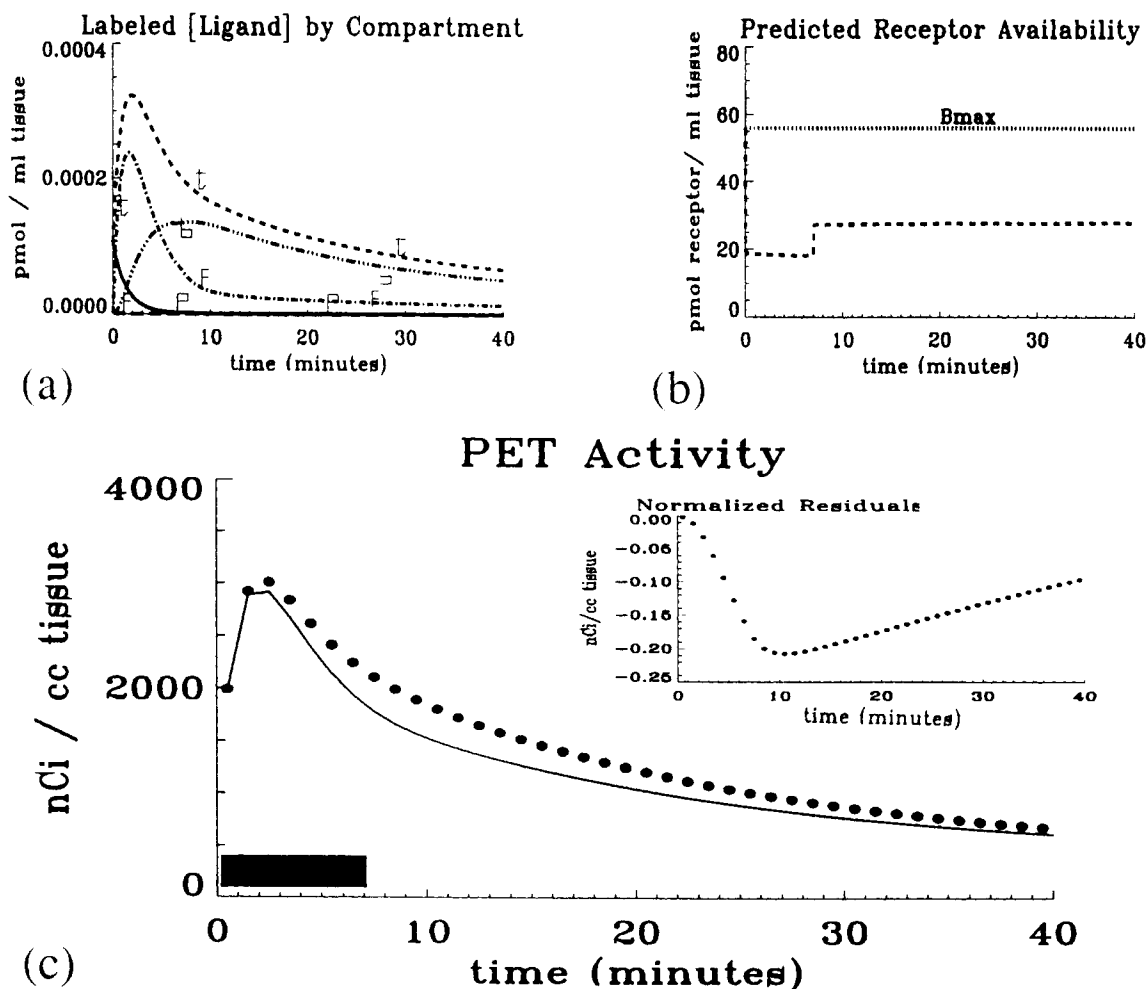 Labeled [Ligand] by Compartment
pmol / ml tissue
0.0004
0.0002
0.0000
t
t
t
b
b
F
F
F
P
P
0 10 20 30 40
time (minutes)
(a)
Predicted Receptor Availability
pmol receptor/ ml tissue
80
60
40
20
0
Bmax
0 10 20 30 40
time (minutes)
(b)
PET Activity
nCi / cc tissue
4000
2000
0
0 10 20 30 40
time (minutes)
Normalized Residuals
nCi/cc tissue
0.00
-0.05
-0.10
-0.15
-0.20
-0.25
0 10 20 30 40
time (minutes)
(c)